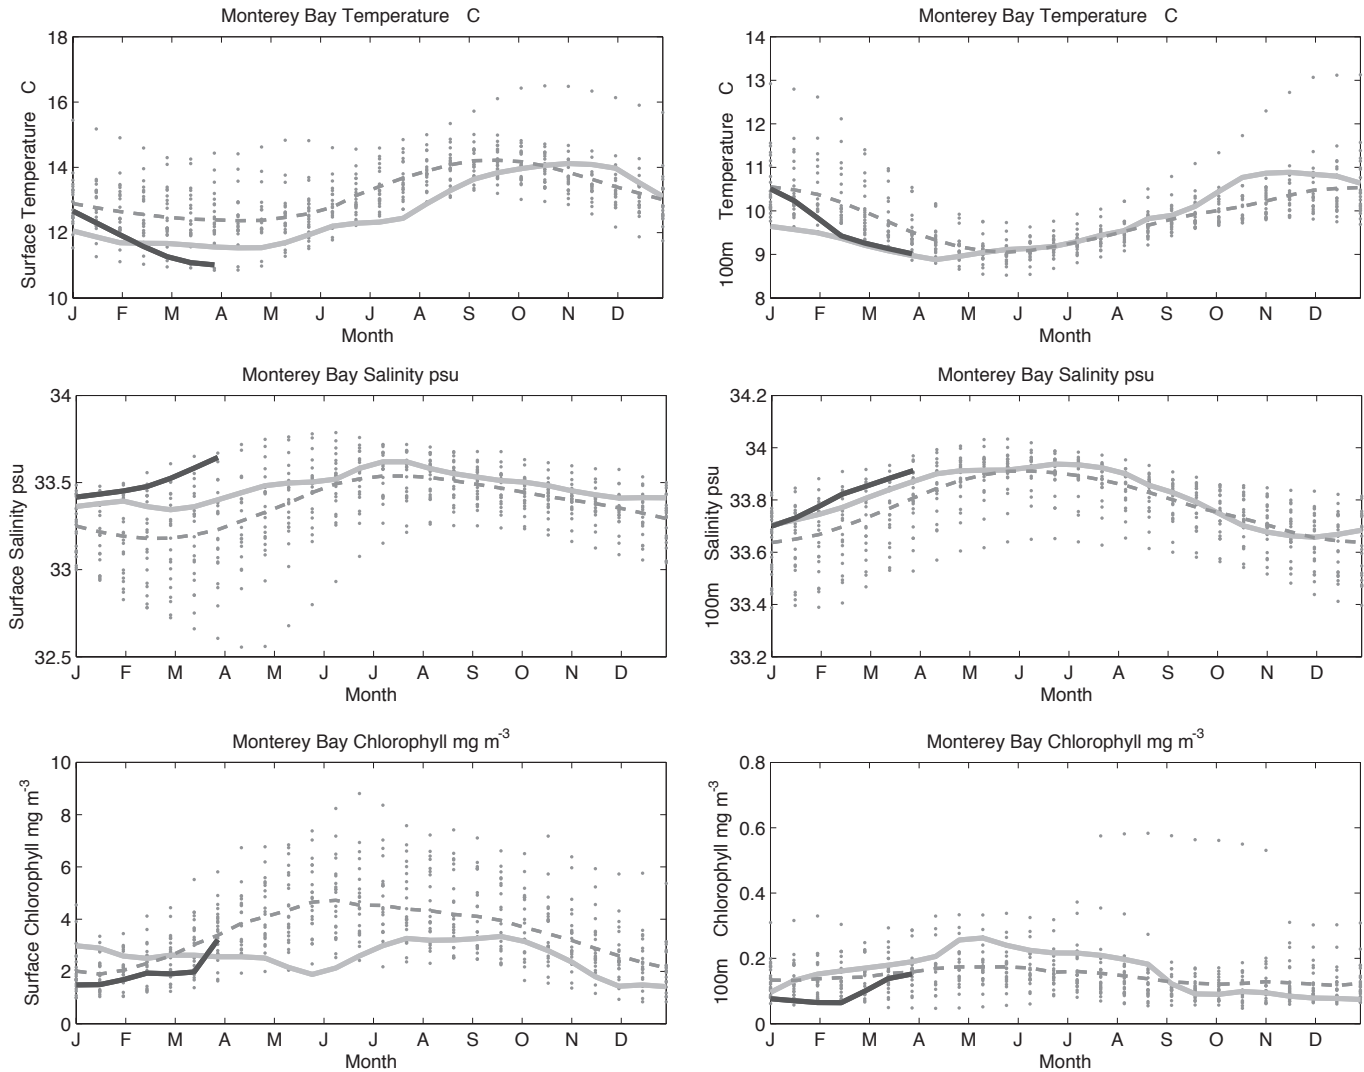 Monterey Bay Temperature C
18
16
14
12
10
Surface Temperature C
J F M A M J J A S O N D
Month
Monterey Bay Temperature C
14
13
12
11
10
9
8
100m Temperature C
J F M A M J J A S O N D
Month
Monterey Bay Salinity psu
34
33.5
33
32.5
Surface Salinity psu
J F M A M J J A S O N D
Month
Monterey Bay Salinity psu
34.2
34
33.8
33.6
33.4
33.2
100m Salinity psu
J F M A M J J A S O N D
Month
Monterey Bay Chlorophyll mg m-3
10
8
6
4
2
0
Surface Chlorophyll mg m-3
J F M A M J J A S O N D
Month
Monterey Bay Chlorophyll mg m-3
0.8
0.6
0.4
0.2
0
100m Chlorophyll mg m-3
J F M A M J J A S O N D
Month